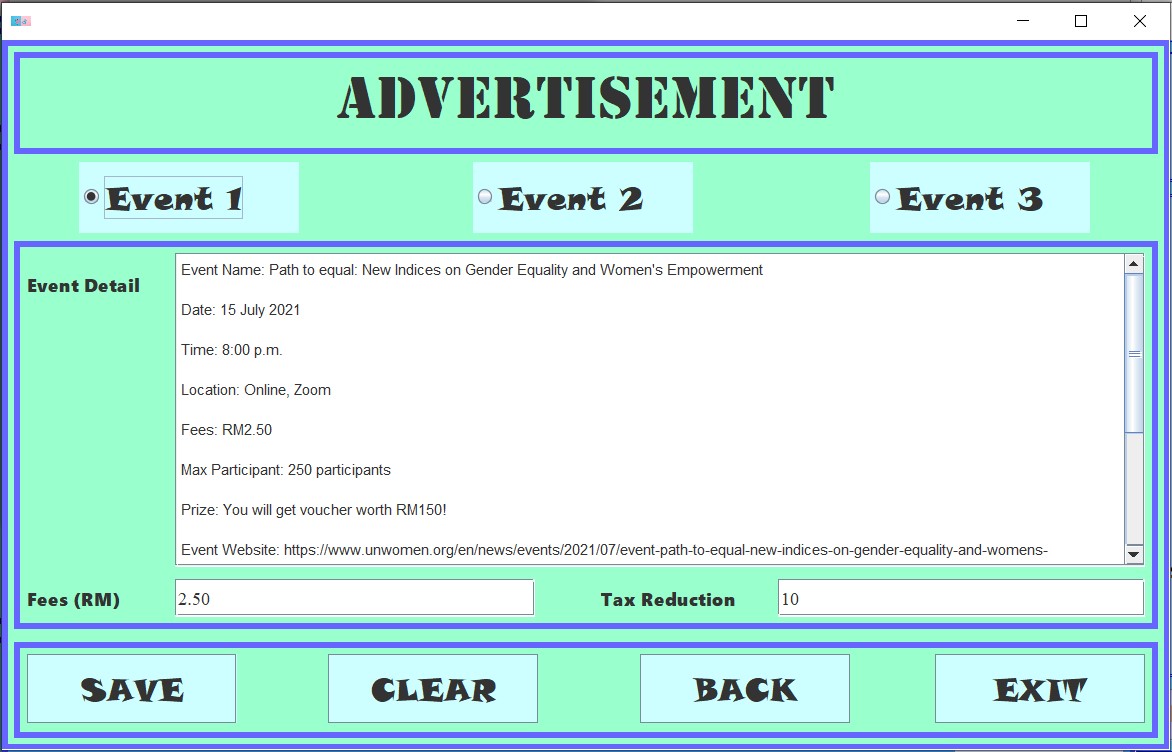 ADVERTISEMENT
Event 1 Event 2 Event 3
Event Detail
Event Name: Path to equal: New Indices on Gender Equality and Women's Empowerment
Date: 15 July 2021
Time: 8:00 p.m.
Location: Online, Zoom
Fees: RM2.50
Max Participant: 250 participants
Prize: You will get voucher worth RM150!
Event Website: https://www.unwomen.org/en/news/events/2021/07/event-path-to-equal-new-indices-on-gender-equality-and-womens-
Fees (RM) 2.50 Tax Reduction 10
SAVE CLEAR BACK EXIT